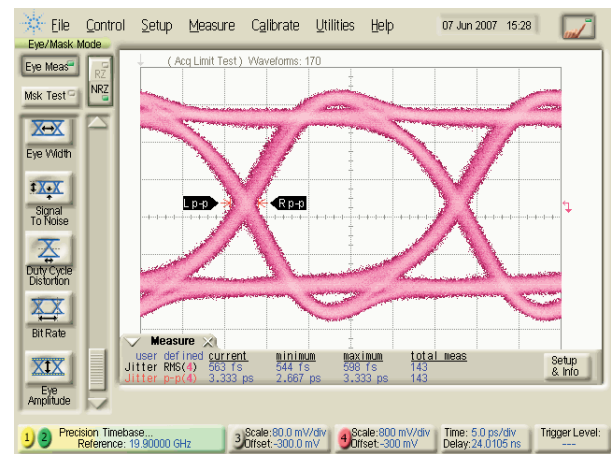 File Control Setup Measure Calibrate Utilities Help 07 Jun 2007 15:28
Eye/Mask Mode
Eye Meas
RZ
NRZ
Msk Test
(Acq Limit Test) Waveforms: 170
Eye Width
Signal
To Noise
Duty Cycle
Distortion
Bit Rate
Eye
Amplitude
L p-p
R p-p
Measure
user defined current minimum maximum total meas
Jitter RMS(4) 563 fs 544 fs 598 fs 143
Jitter p-p(4) 3.333 ps 2.667 ps 3.333 ps 143
Setup
& Info
1 2 Precision Timebase...
Reference: 19.90000 GHz
3 Scale:80.0 mV/div
Offset:-300.0 mV
4 Scale:800 mV/div
Offset:-300 mV
Time: 5.0 ps/div
Delay:24.0105 ns
Trigger Level:
---